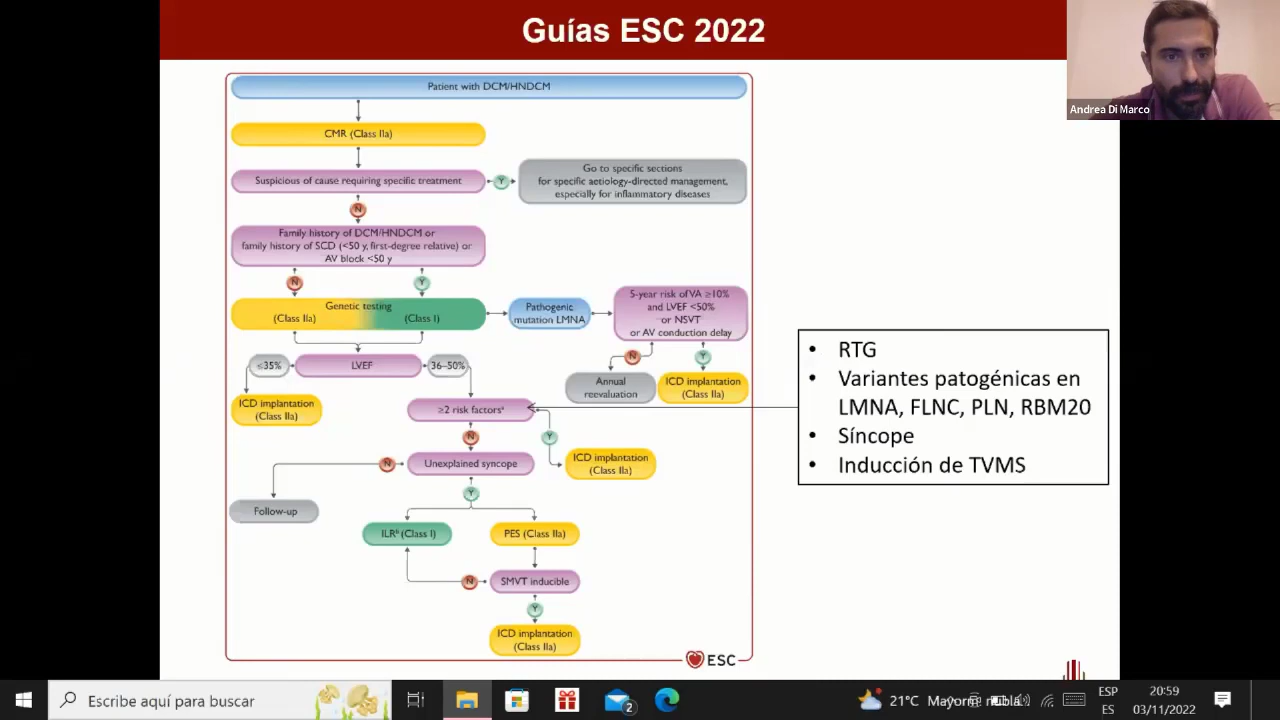 Guías ESC 2022
Andrea Di Marco
Patient with DCM/HNDCM
CMR (Class IIa)
Suspicious of cause requiring specific treatment
Y
Go to specific sections
for specific aetiology-directed management,
especially for inflammatory diseases
N
Family history of DCM/HNDCM or
family history of SCD (<50 y, first-degree relative) or
AV block <50 y
N
Y
Genetic testing
(Class IIa)
(Class I)
Pathogenic
mutation LMNA
5-year risk of VA ≥10%
and LVEF <50%
or NSVT
or AV conduction delay
N
Y
Annual
reevaluation
ICD implantation
(Class IIa)
≤35%
LVEF
36–50%
ICD implantation
(Class IIa)
≥2 risk factorsᵃ
N
Y
Unexplained syncope
ICD implantation
(Class IIa)
N
Y
Follow-up
ILRᵇ (Class I)
PES (Class IIa)
N
SMVT inducible
Y
ICD implantation
(Class IIa)
ESC
• RTG
• Variantes patogénicas en
LMNA, FLNC, PLN, RBM20
• Síncope
• Inducción de TVMS
Escribe aquí para buscar
2
21°C
ESP
ES
20:59
03/11/2022